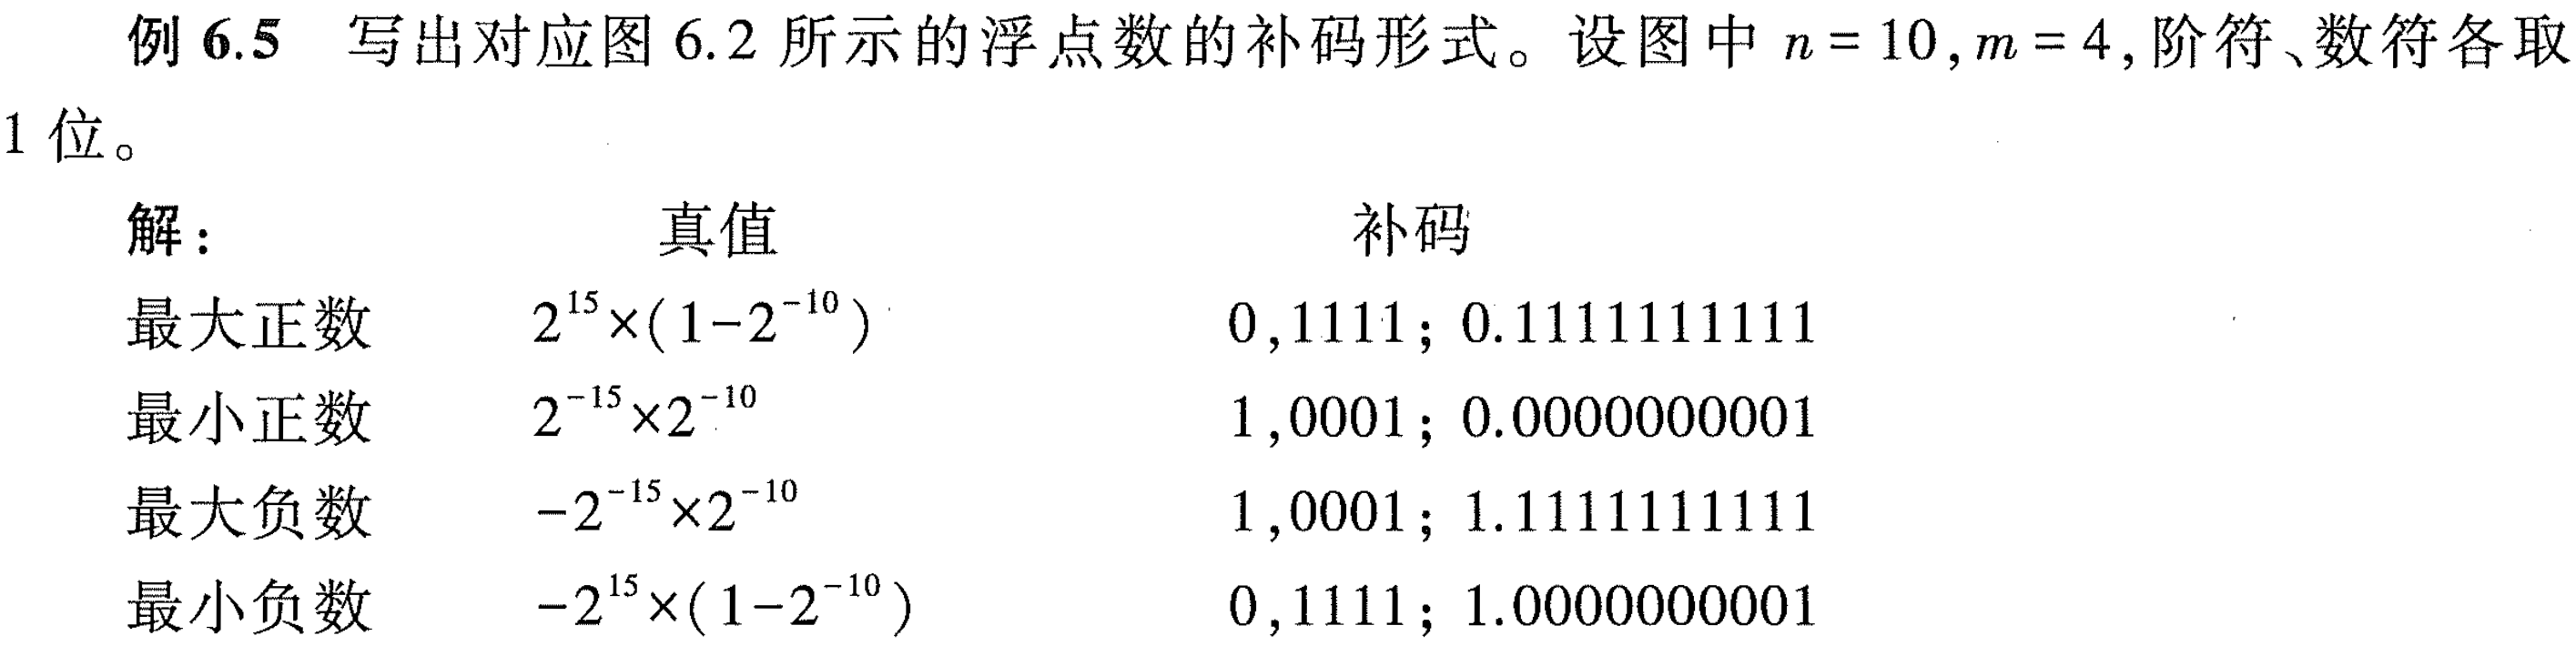 例 6.5 写出对应图 6.2 所示的浮点数的补码形式。设图中 n = 10, m = 4, 阶符、数符各取
1 位。
解： 真值 补码
最大正数 2^15×(1-2^-10) 0,1111; 0.1111111111
最小正数 2^-15×2^-10 1,0001; 0.0000000001
最大负数 -2^-15×2^-10 1,0001; 1.1111111111
最小负数 -2^15×(1-2^-10) 0,1111; 1.0000000001